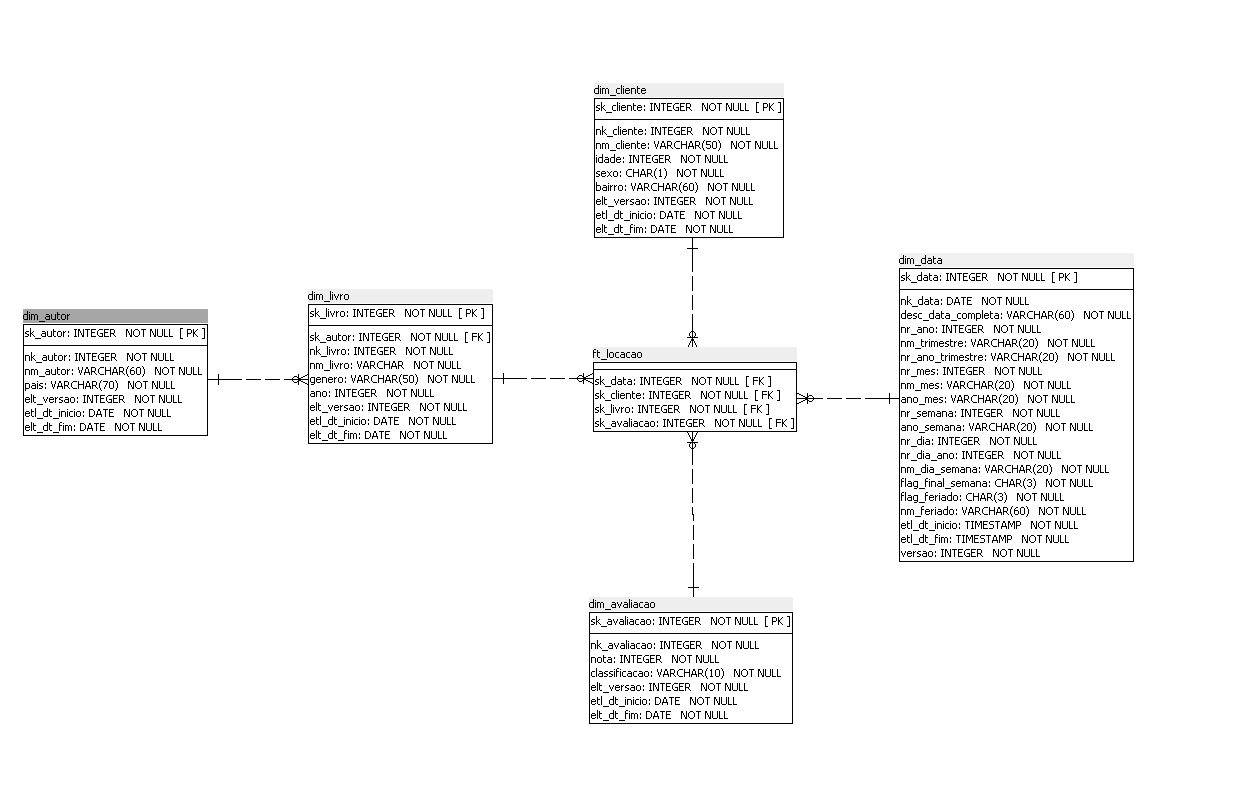 dim_cliente
sk_cliente: INTEGER NOT NULL [ PK ]
nk_cliente: INTEGER NOT NULL
nm_cliente: VARCHAR(50) NOT NULL
idade: INTEGER NOT NULL
sexo: CHAR(1) NOT NULL
bairro: VARCHAR(60) NOT NULL
elt_versao: INTEGER NOT NULL
etl_dt_inicio: DATE NOT NULL
elt_dt_fim: DATE NOT NULL
dim_autor
sk_autor: INTEGER NOT NULL [ PK ]
nk_autor: INTEGER NOT NULL
nm_autor: VARCHAR(60) NOT NULL
pais: VARCHAR(70) NOT NULL
elt_versao: INTEGER NOT NULL
etl_dt_inicio: DATE NOT NULL
elt_dt_fim: DATE NOT NULL
dim_livro
sk_livro: INTEGER NOT NULL [ PK ]
sk_autor: INTEGER NOT NULL [ FK ]
nk_livro: INTEGER NOT NULL
nm_livro: VARCHAR NOT NULL
genero: VARCHAR(50) NOT NULL
ano: INTEGER NOT NULL
elt_versao: INTEGER NOT NULL
etl_dt_inicio: DATE NOT NULL
elt_dt_fim: DATE NOT NULL
ft_locacao
sk_data: INTEGER NOT NULL [ FK ]
sk_cliente: INTEGER NOT NULL [ FK ]
sk_livro: INTEGER NOT NULL [ FK ]
sk_avaliacao: INTEGER NOT NULL [ FK ]
dim_data
sk_data: INTEGER NOT NULL [ PK ]
nk_data: DATE NOT NULL
desc_data_completa: VARCHAR(60) NOT NULL
nr_ano: INTEGER NOT NULL
nm_trimestre: VARCHAR(20) NOT NULL
nr_ano_trimestre: VARCHAR(20) NOT NULL
nr_mes: INTEGER NOT NULL
nm_mes: VARCHAR(20) NOT NULL
ano_mes: VARCHAR(20) NOT NULL
nr_semana: INTEGER NOT NULL
ano_semana: VARCHAR(20) NOT NULL
nr_dia: INTEGER NOT NULL
nr_dia_ano: INTEGER NOT NULL
nm_dia_semana: VARCHAR(20) NOT NULL
flag_final_semana: CHAR(3) NOT NULL
flag_feriado: CHAR(3) NOT NULL
nm_feriado: VARCHAR(60) NOT NULL
etl_dt_inicio: TIMESTAMP NOT NULL
etl_dt_fim: TIMESTAMP NOT NULL
versao: INTEGER NOT NULL
dim_avaliacao
sk_avaliacao: INTEGER NOT NULL [ PK ]
nk_avaliacao: INTEGER NOT NULL
nota: INTEGER NOT NULL
classificacao: VARCHAR(10) NOT NULL
elt_versao: INTEGER NOT NULL
etl_dt_inicio: DATE NOT NULL
elt_dt_fim: DATE NOT NULL